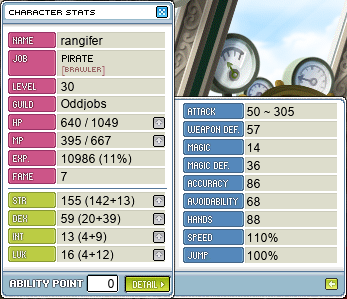 CHARACTER STATS
NAME rangifer
JOB PIRATE
[BRAWLER]
LEVEL 30
GUILD Oddjobs
HP 640 / 1049
MP 395 / 667
EXP. 10986 (11%)
FAME 7
STR 155 (142+13)
DEX 59 (20+39)
INT 13 (4+9)
LUK 16 (4+12)
ABILITY POINT 0 DETAIL
ATTACK 50 ~ 305
WEAPON DEF. 57
MAGIC 14
MAGIC DEF. 36
ACCURACY 86
AVOIDABILITY 68
HANDS 88
SPEED 110%
JUMP 100%